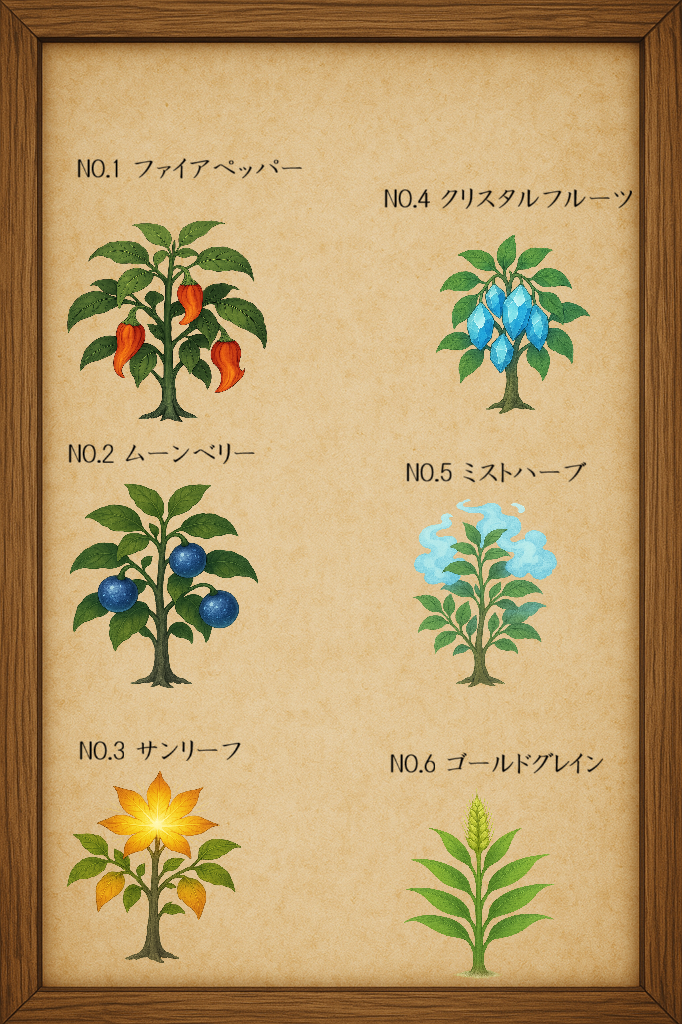 NO.1 ファイアペッパー
NO.2 ムーンベリー
NO.3 サンリーフ
NO.4 クリスタルフルーツ
NO.5 ミストハーブ
NO.6 ゴールドグレイン